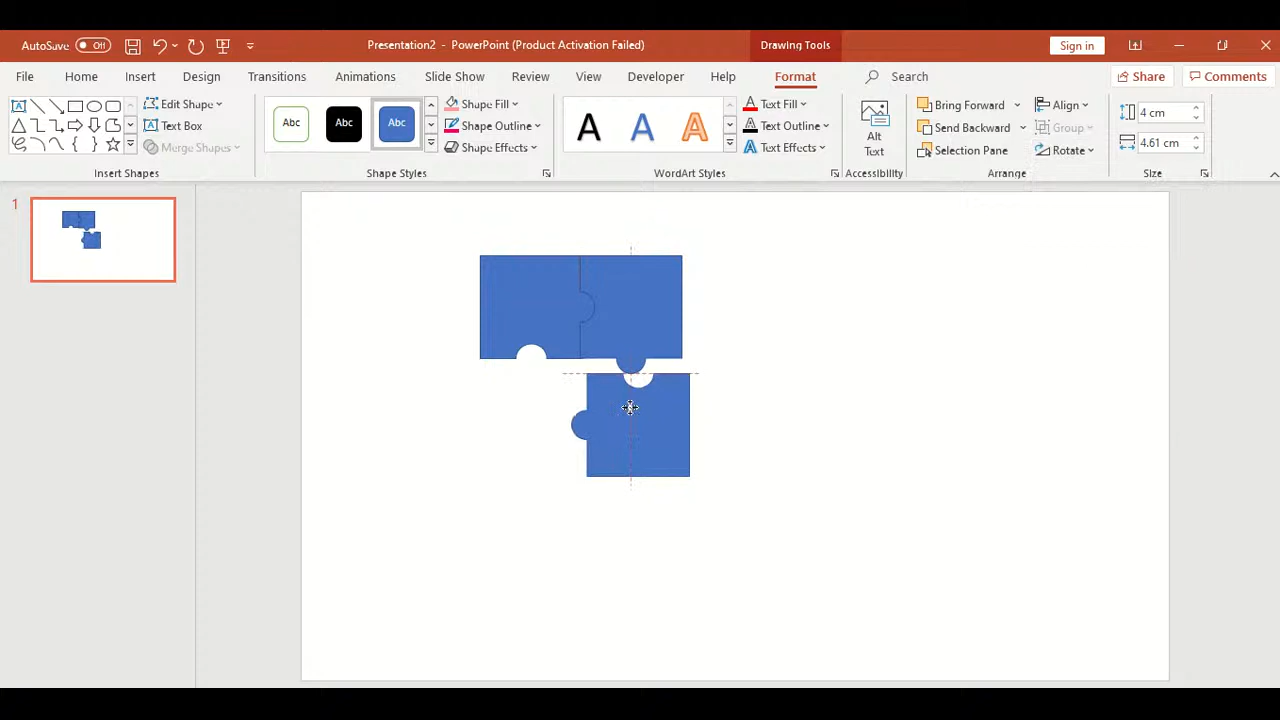 AutoSave Off Presentation2 - PowerPoint (Product Activation Failed) Drawing Tools Sign in
File Home Insert Design Transitions Animations Slide Show Review View Developer Help Format Search Share Comments
Edit Shape Abc Abc Abc Shape Fill A A A Text Fill Alt Text Bring Forward Align 4 cm
Text Box Shape Outline Text Outline Send Backward Group 4.61 cm
Merge Shapes Shape Effects Text Effects Selection Pane Rotate
Insert Shapes Shape Styles WordArt Styles Accessibility Arrange Size
1